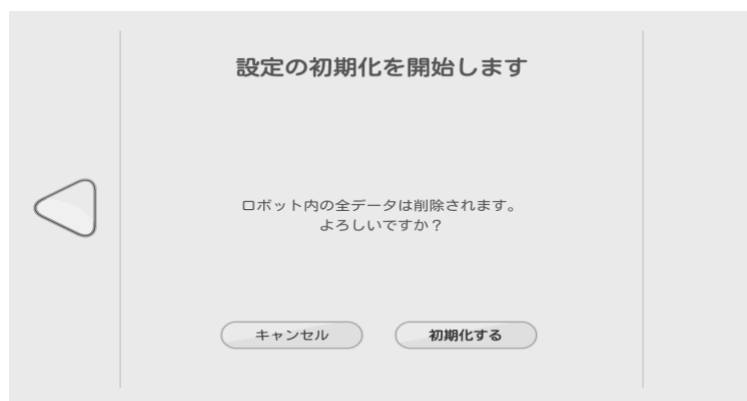 設定の初期化を開始します
ロボット内の全データは削除されます。
よろしいですか？
キャンセル
初期化する